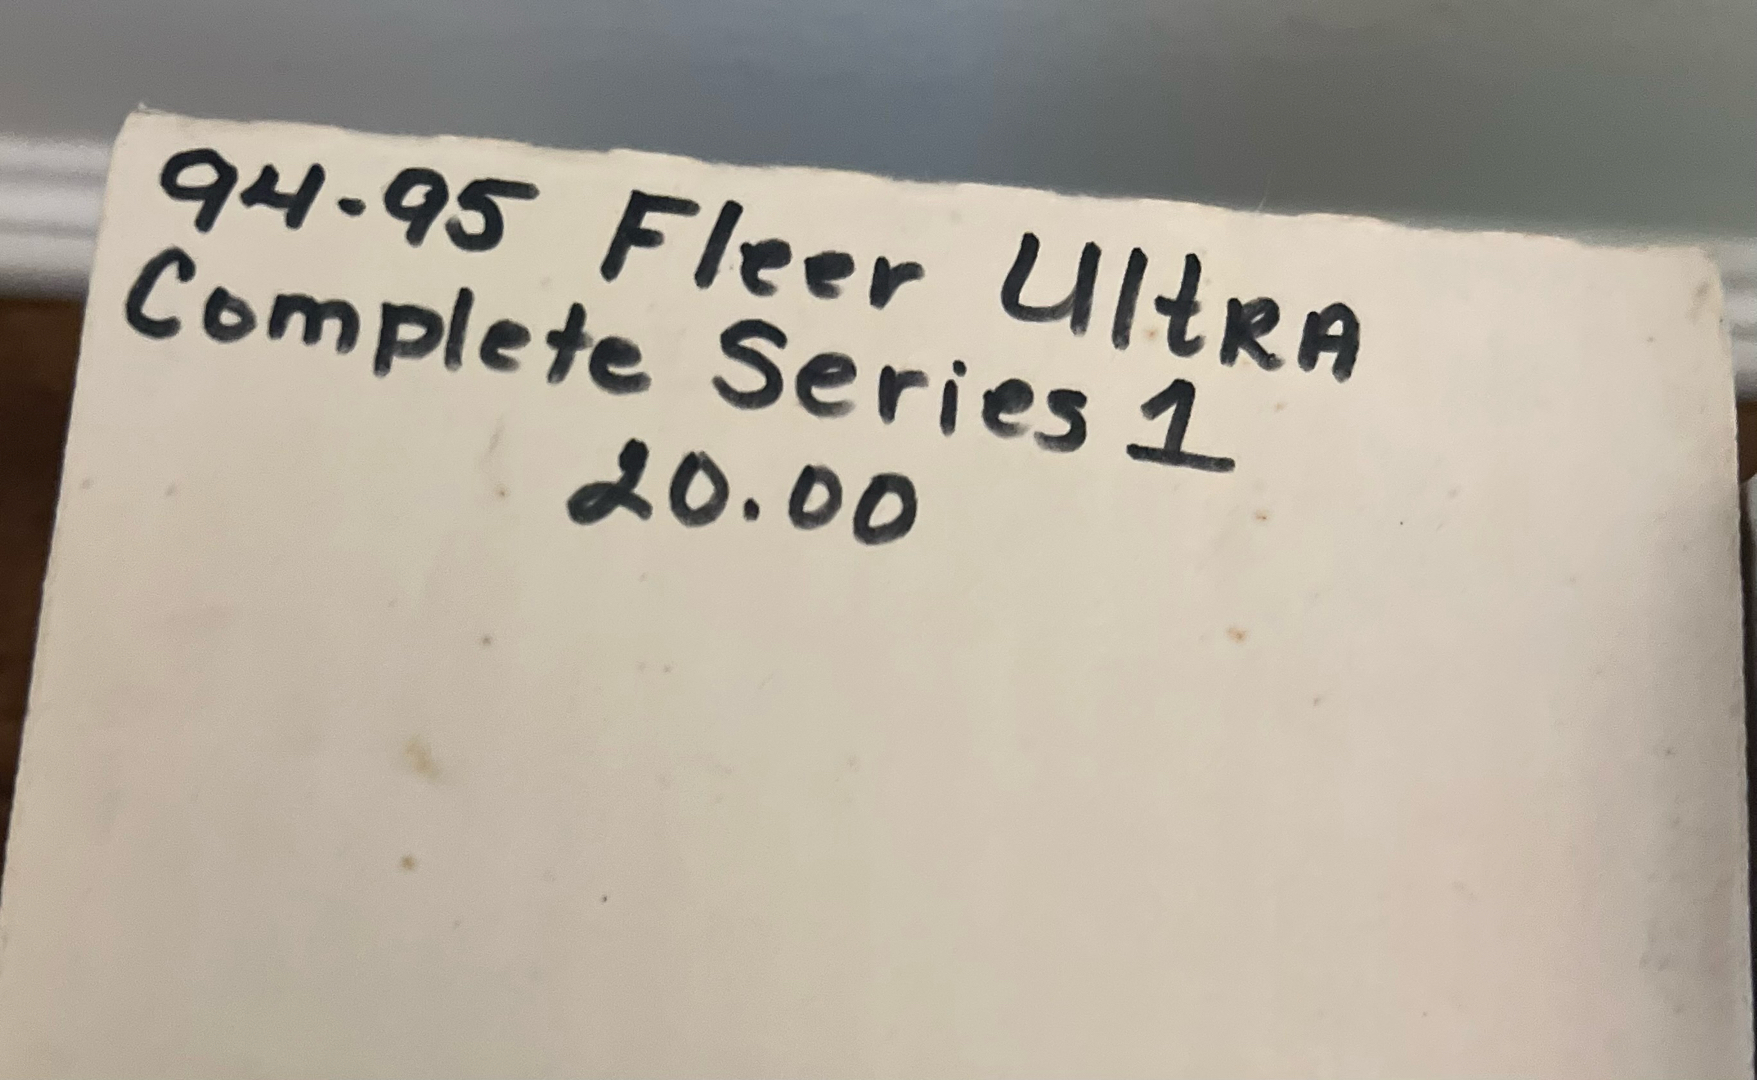 94-95 Fleer UltRA
Complete Series 1
20.00